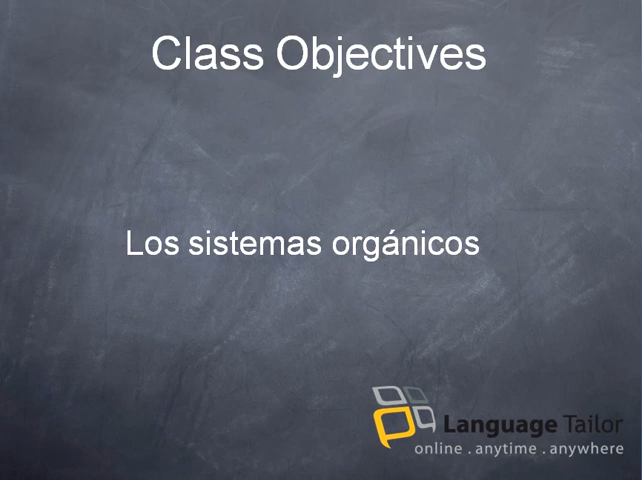 Class Objectives
Los sistemas orgánicos
Language Tailor
online . anytime . anywhere